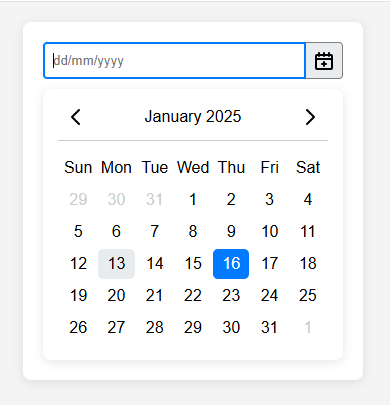 dd/mm/yyyy
January 2025
Sun Mon Tue Wed Thu Fri Sat
29 30 31 1 2 3 4
5 6 7 8 9 10 11
12 13 14 15 16 17 18
19 20 21 22 23 24 25
26 27 28 29 30 31 1